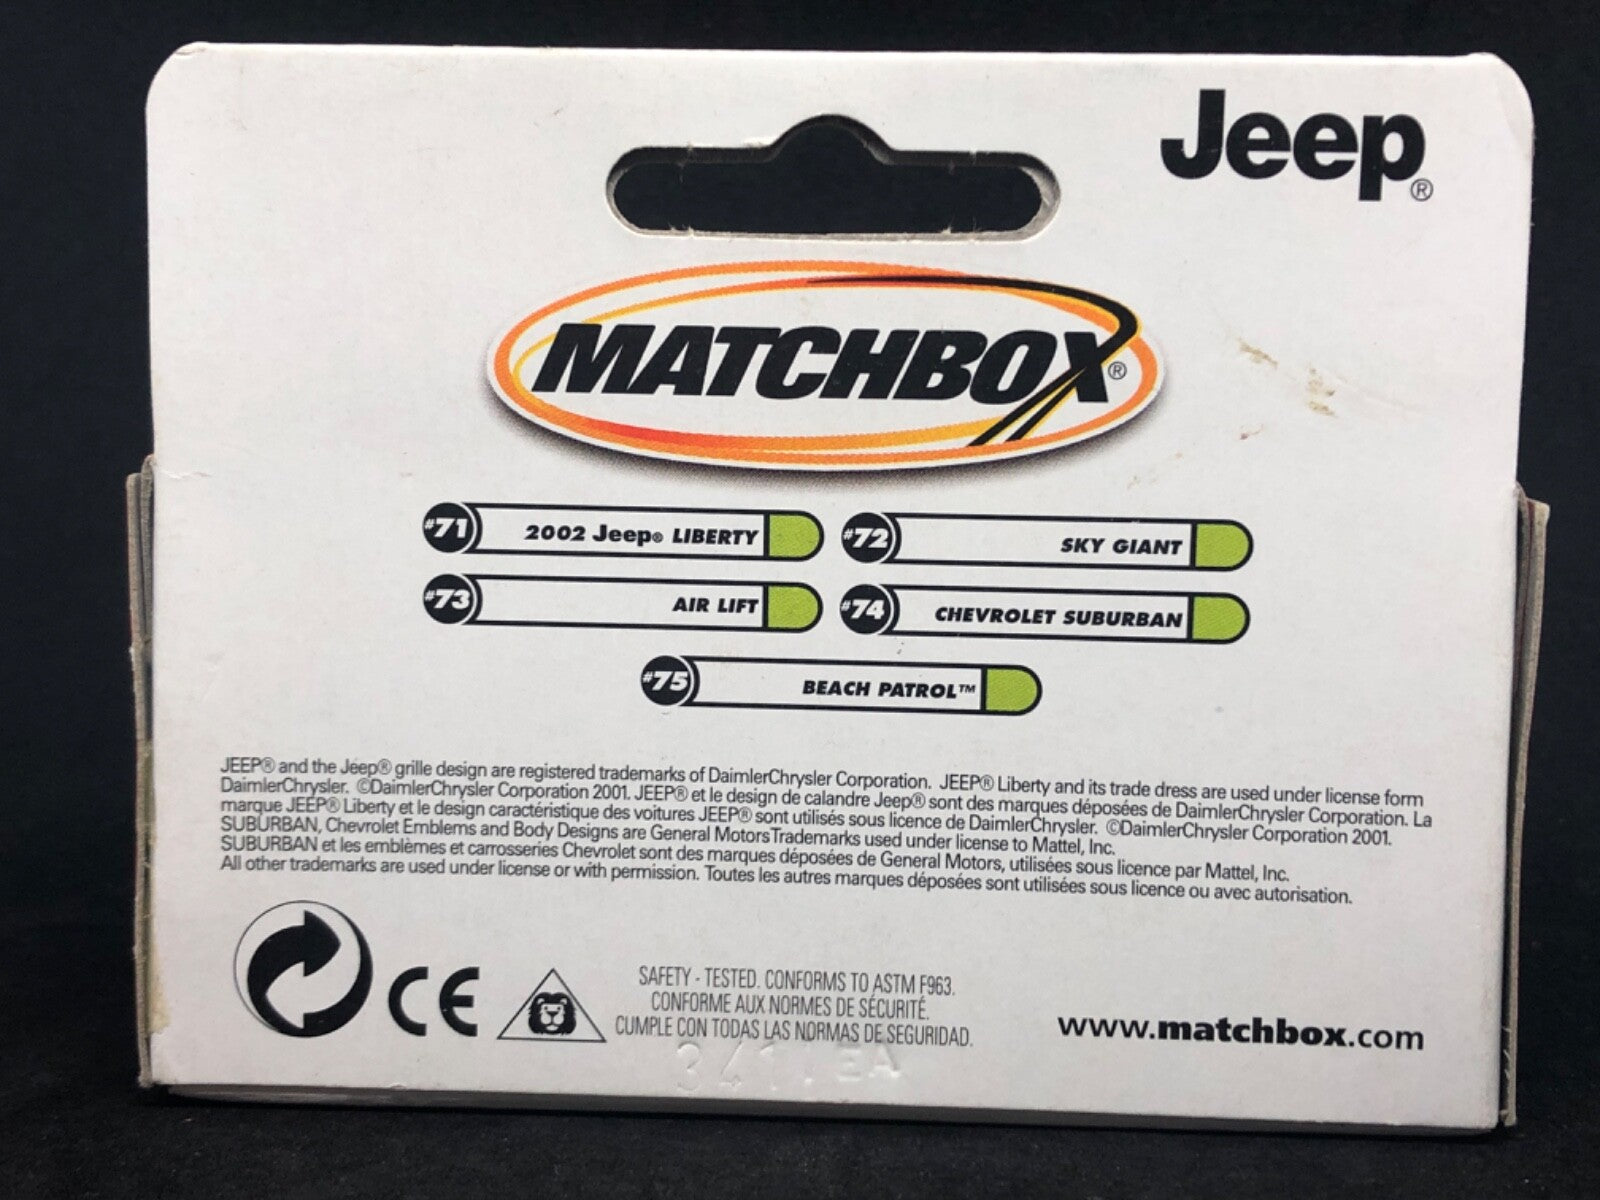 Jeep®
MATCHBOX®
#71 2002 Jeep® LIBERTY
#72 SKY GIANT
#73 AIR LIFT
#74 CHEVROLET SUBURBAN
#75 BEACH PATROL™
JEEP® and the Jeep® grille design are registered trademarks of DaimlerChrysler Corporation. JEEP® Liberty and its trade dress are used under license form
DaimlerChrysler. ©DaimlerChrysler Corporation 2001. JEEP® et le design de calandre Jeep® sont des marques déposées de DaimlerChrysler Corporation. La
marque JEEP® Liberty et le design caractéristique des voitures JEEP® sont utilisés sous licence de DaimlerChrysler. ©DaimlerChrysler Corporation 2001.
SUBURBAN, Chevrolet Emblems and Body Designs are General Motors Trademarks used under license to Mattel, Inc.
SUBURBAN et les emblèmes et carrosseries Chevrolet sont des marques déposées de General Motors, utilisées sous licence par Mattel, Inc.
All other trademarks are used under license or with permission. Toutes les autres marques déposées sont utilisées sous licence ou avec autorisation.
CE
SAFETY - TESTED. CONFORMS TO ASTM F963.
CONFORME AUX NORMES DE SÉCURITÉ.
CUMPLE CON TODAS LAS NORMAS DE SEGURIDAD.
www.matchbox.com